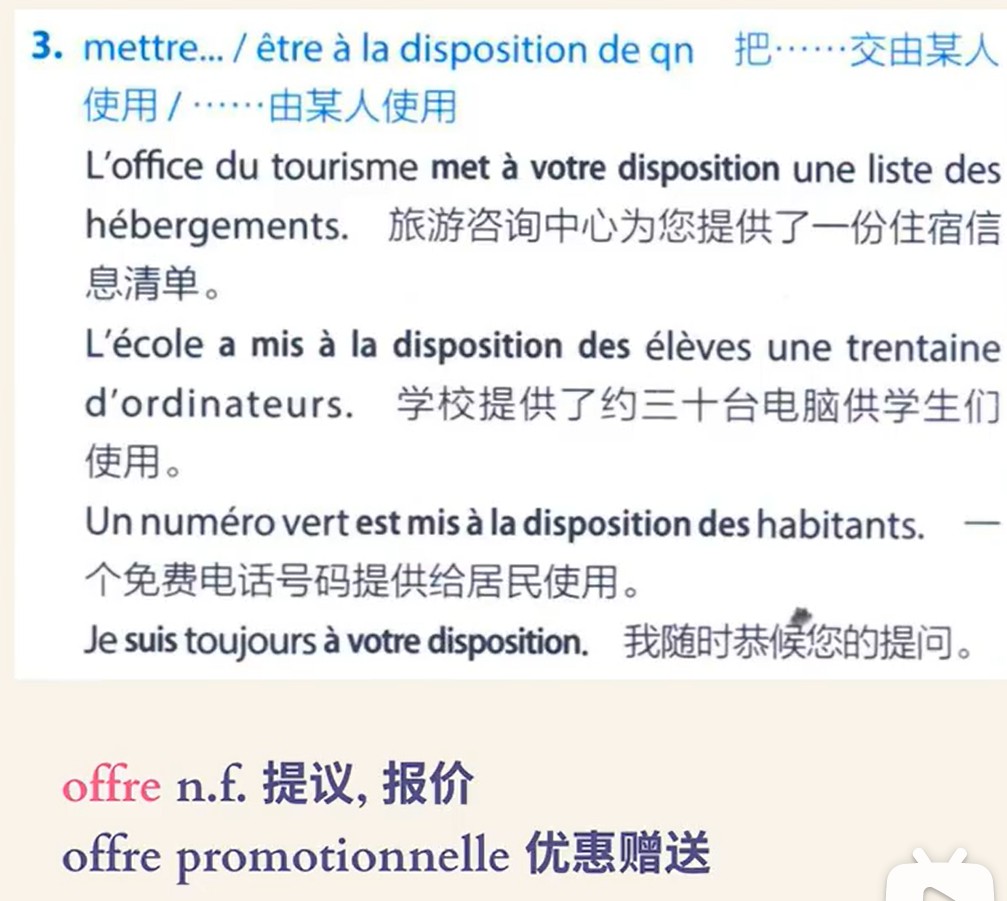 3. mettre... / être à la disposition de qn 把……交由某人
使用 / ……由某人使用
L'office du tourisme met à votre disposition une liste des
hébergements. 旅游咨询中心为您提供了一份住宿信
息清单。
L'école a mis à la disposition des élèves une trentaine
d'ordinateurs. 学校提供了约三十台电脑供学生们
使用。
Un numéro vert est mis à la disposition des habitants. 一
个免费电话号码提供给居民使用。
Je suis toujours à votre disposition. 我随时恭候您的提问。
offre n.f. 提议, 报价
offre promotionnelle 优惠赠送